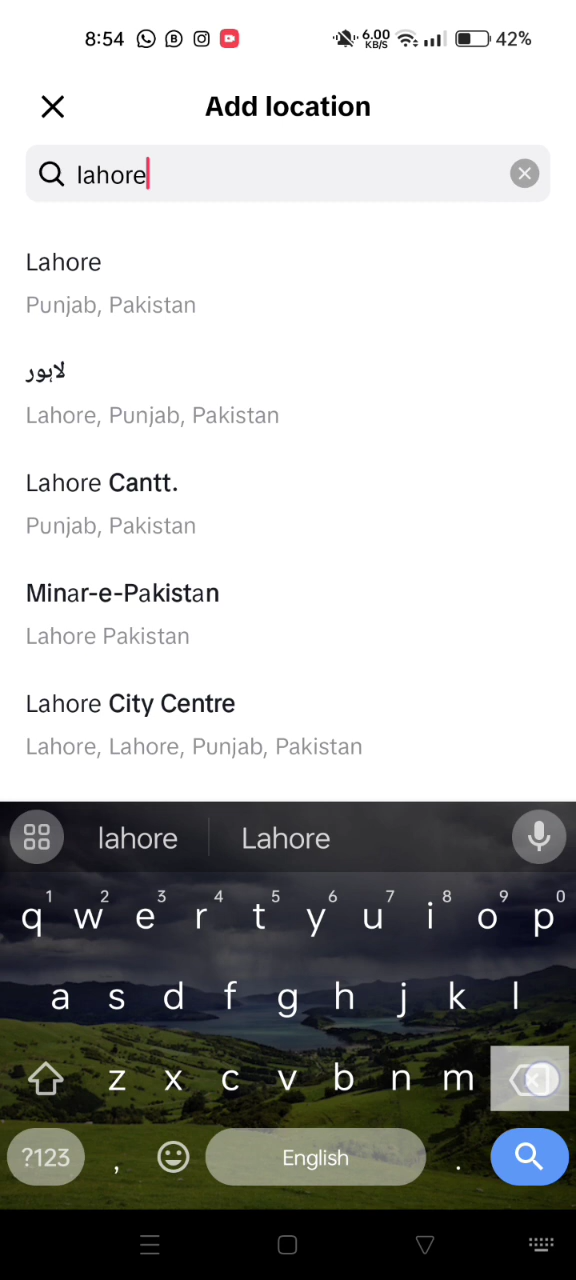 8:54 6.00 KB/S 42%
Add location
lahore
Lahore
Punjab, Pakistan
لاہور
Lahore, Punjab, Pakistan
Lahore Cantt.
Punjab, Pakistan
Minar-e-Pakistan
Lahore Pakistan
Lahore City Centre
Lahore, Lahore, Punjab, Pakistan
lahore Lahore
1 2 3 4 5 6 7 8 9 0
q w e r t y u i o p
a s d f g h j k l
z x c v b n m
?123 , English .